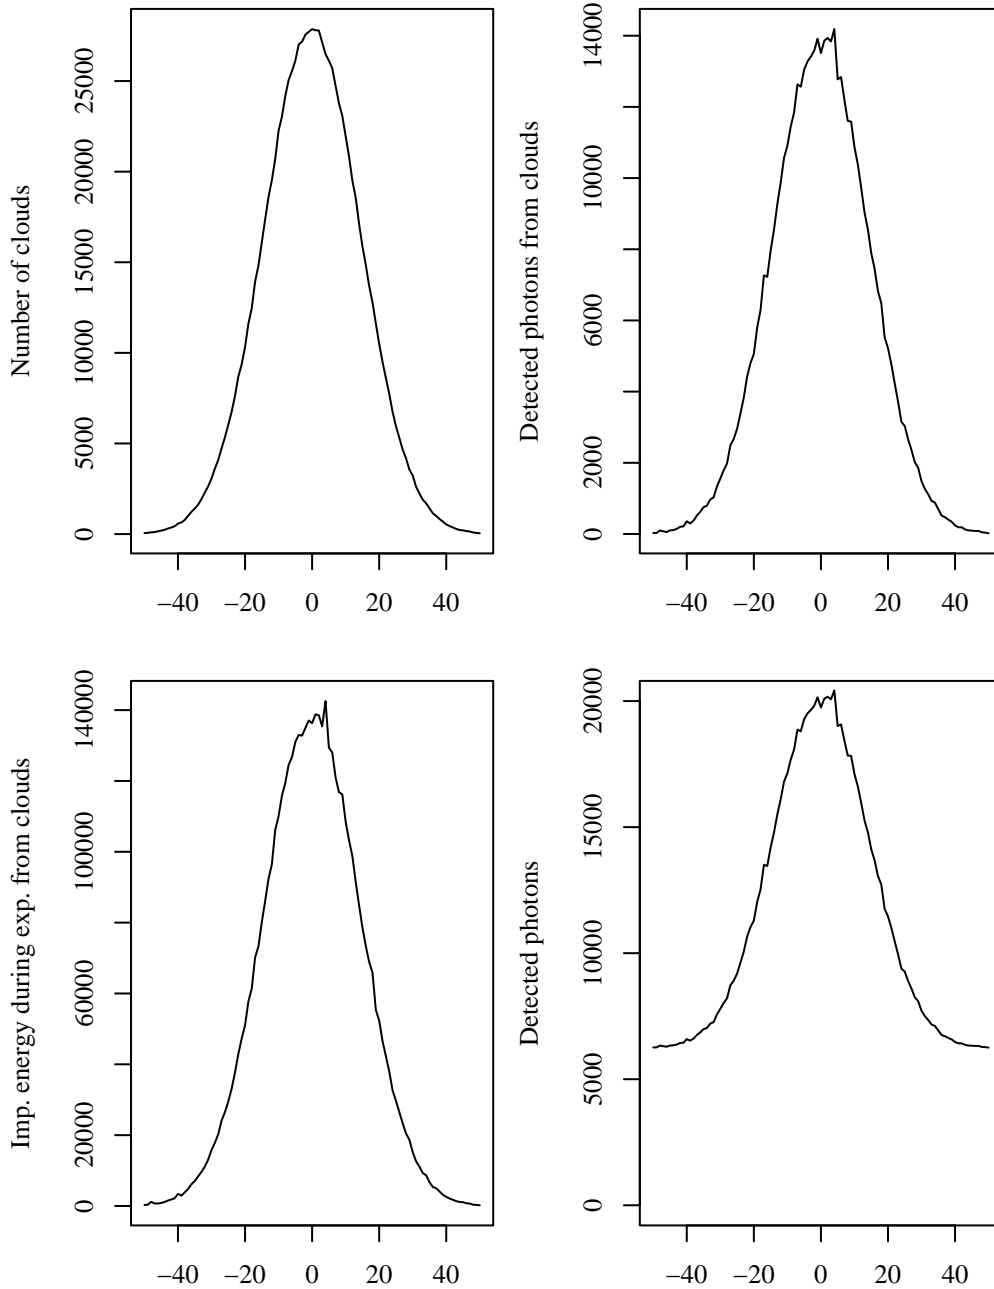 Number of clouds
0
5000
10000
15000
20000
25000
−40 −20 0 20 40
Detected photons from clouds
0
2000
6000
10000
14000
−40 −20 0 20 40
Imp. energy during exp. from clouds
0
20000
60000
100000
140000
−40 −20 0 20 40
Detected photons
0
5000
10000
15000
20000
−40 −20 0 20 40